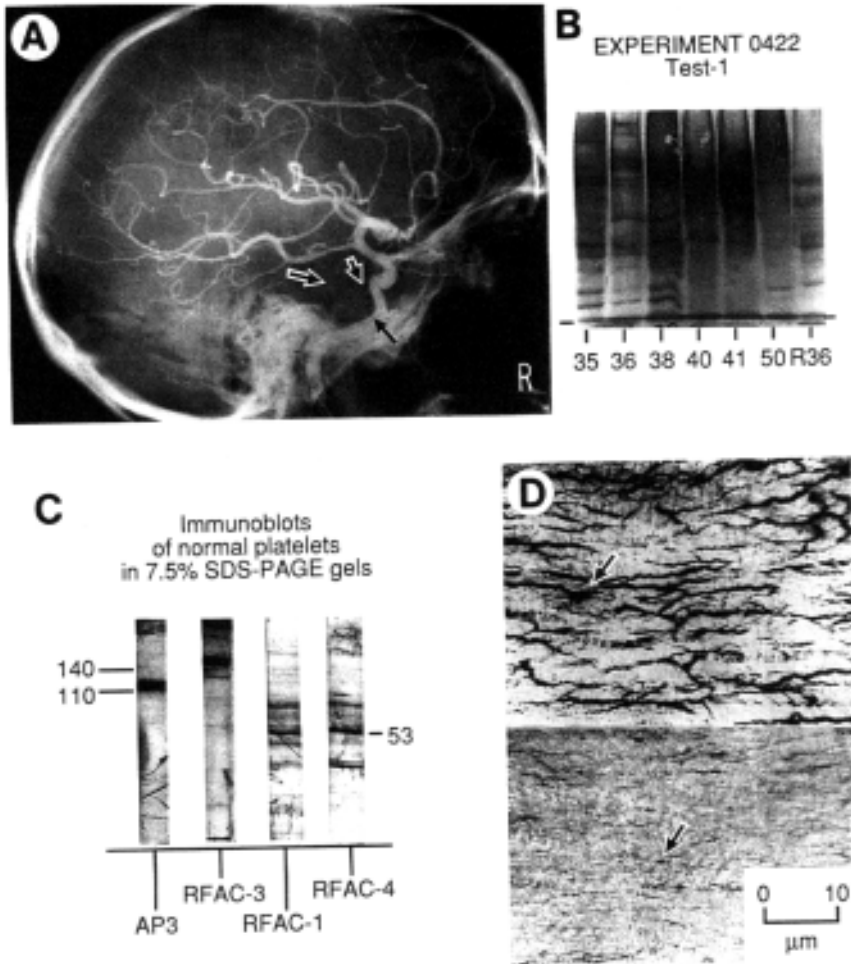 A
R
B
EXPERIMENT 0422
Test-1
35 36 38 40 41 50 R36
C
Immunoblots
of normal platelets
in 7.5% SDS-PAGE gels
140
110
53
AP3
RFAC-3
RFAC-1
RFAC-4
D
0 10
µm